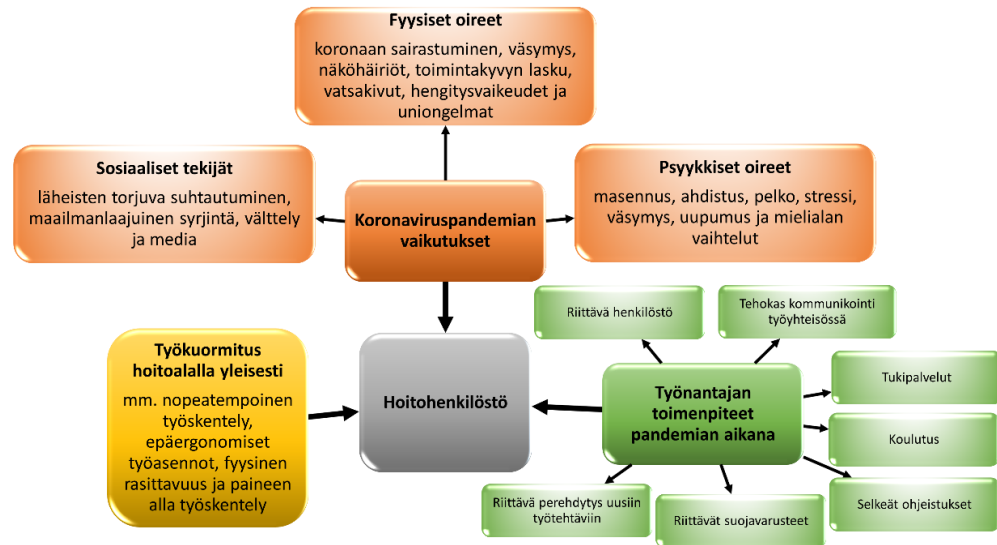 Fyysiset oireet
koronaan sairastuminen, väsymys,
näköhäiriöt, toimintakyvyn lasku,
vatsakivut, hengitysvaikeudet ja
uniongelmat
Sosiaaliset tekijät
läheisten torjuva suhtautuminen,
maailmanlaajuinen syrjintä, välttely
ja media
Koronaviruspandemian
vaikutukset
Psyykkiset oireet
masennus, ahdistus, pelko, stressi,
väsymys, uupumus ja mielialan
vaihtelut
Työkuormitus
hoitoalalla yleisesti
mm. nopeatempoinen
työskentely,
epäergonomiset
työasennot, fyysinen
rasittavuus ja paineen
alla työskentely
Hoitohenkilöstö
Riittävä henkilöstö
Tehokas kommunikointi
työyhteisössä
Työnantajan
toimenpiteet
pandemian aikana
Tukipalvelut
Koulutus
Selkeät ohjeistukset
Riittävät suojavarusteet
Riittävä perehdytys uusiin
työtehtäviin